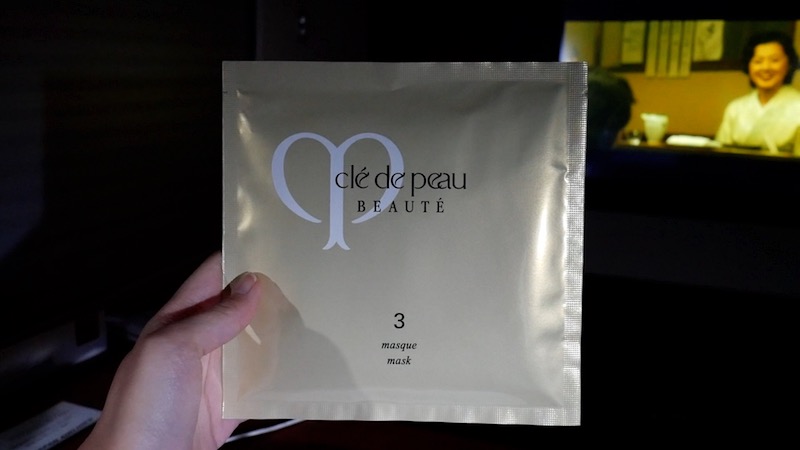 clé de peau
BEAUTÉ
3
masque
mask